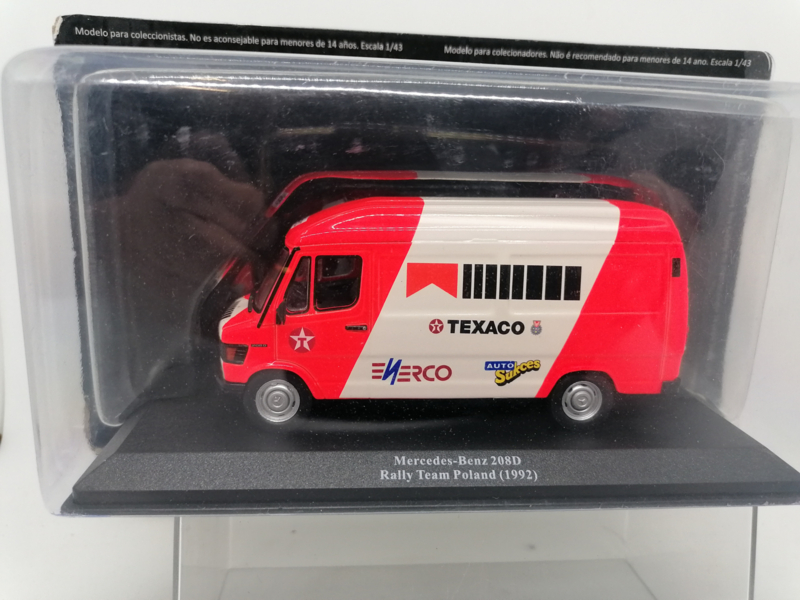 Modelo para coleccionistas. No es aconsejable para menores de 14 años. Escala 1/43
Modelo para colecionadores. Não é recomendado para menores de 14 ano. Escala 1/43
TEXACO
T
ENERCO
AUTO
Sukces
Mercedes-Benz 208D
Rally Team Poland (1992)